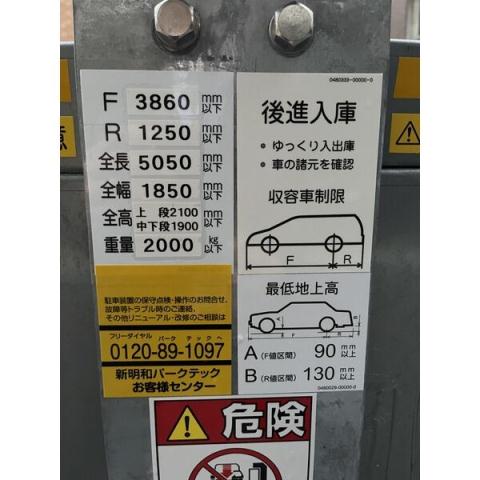 F 3860 mm以下
R 1250 mm以下
全長 5050 mm以下
全幅 1850 mm以下
全高 上 段2100 中下段1900 mm以下
重量 2000 kg以下
駐車装置の保守点検・操作のお問合せ、
故障等トラブル時のご連絡、
その他リニューアル・改修のご相談は
フリーダイヤル パーク テックへ
0120-89-1097
新明和パークテック
お客様センター
0480309-00000-0
後進入庫
ゆっくり入出庫
車の諸元を確認
収容車制限
F R
最低地上高
A B
F R
A (F値区間) 90 mm以上
B (R値区間) 130 mm以上
0480029-00000-0
危険
意